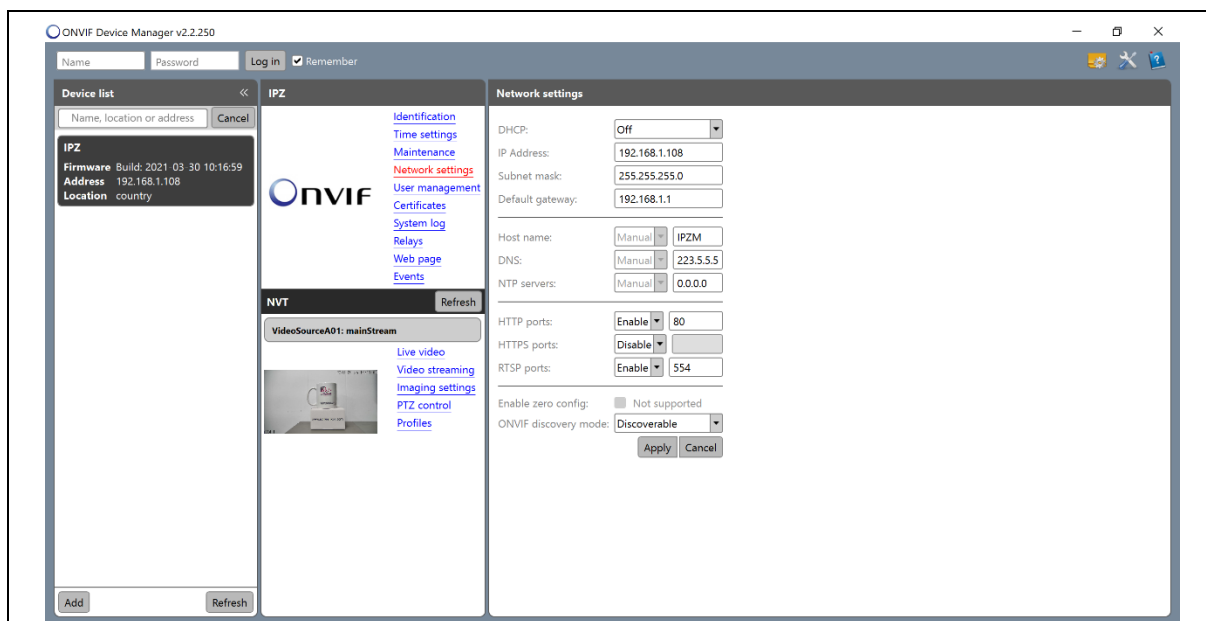 ONVIF Device Manager v2.2.250
Name Password Log in Remember
Device list «
Name, location or address Cancel
IPZ
Firmware Build: 2021-03-30 10:16:59
Address 192.168.1.108
Location country
Add Refresh
IPZ
ONVIF
Identification
Time settings
Maintenance
Network settings
User management
Certificates
System log
Relays
Web page
Events
NVT Refresh
VideoSourceA01: mainStream
Live video
Video streaming
Imaging settings
PTZ control
Profiles
Network settings
DHCP: Off
IP Address: 192.168.1.108
Subnet mask: 255.255.255.0
Default gateway: 192.168.1.1
Host name: Manual IPZM
DNS: Manual 223.5.5.5
NTP servers: Manual 0.0.0.0
HTTP ports: Enable 80
HTTPS ports: Disable
RTSP ports: Enable 554
Enable zero config: Not supported
ONVIF discovery mode: Discoverable
Apply Cancel